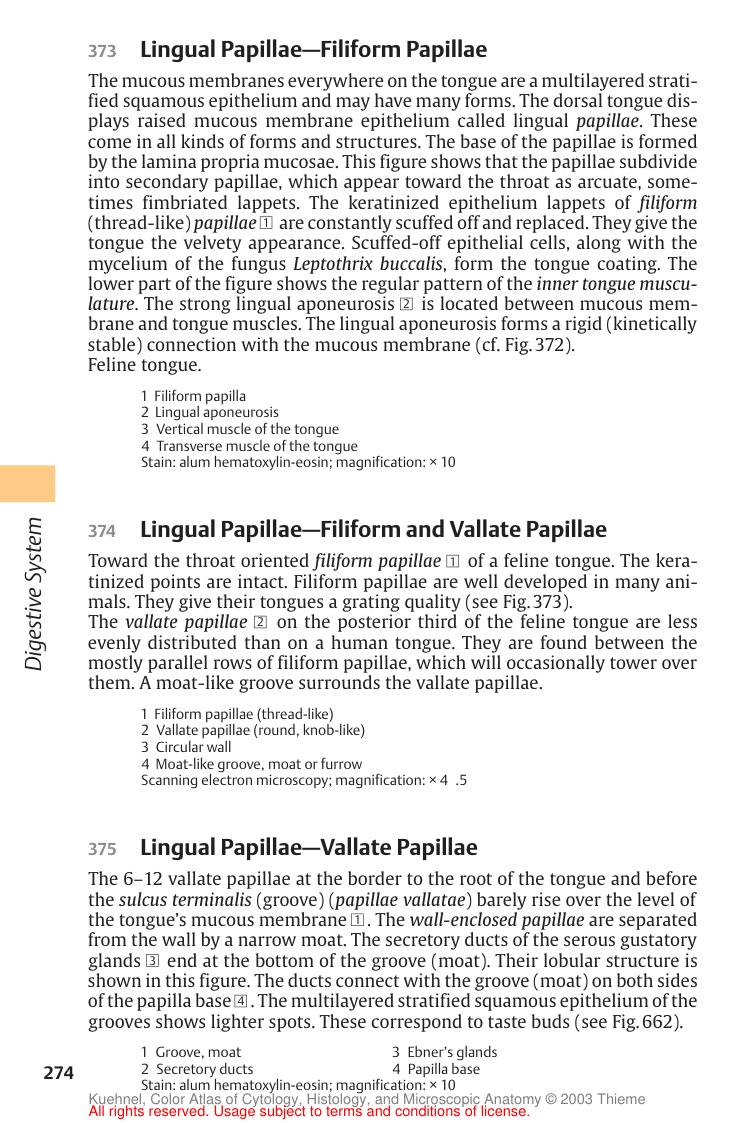 373 Lingual Papillae—Filiform Papillae
The mucous membranes everywhere on the tongue are a multilayered strati-
fied squamous epithelium and may have many forms. The dorsal tongue dis-
plays raised mucous membrane epithelium called lingual papillae. These
come in all kinds of forms and structures. The base of the papillae is formed
by the lamina propria mucosae. This figure shows that the papillae subdivide
into secondary papillae, which appear toward the throat as arcuate, some-
times fimbriated lappets. The keratinized epithelium lappets of filiform
(thread-like) papillae 1 are constantly scuffed off and replaced. They give the
tongue the velvety appearance. Scuffed-off epithelial cells, along with the
mycelium of the fungus Leptothrix buccalis, form the tongue coating. The
lower part of the figure shows the regular pattern of the inner tongue muscu-
lature. The strong lingual aponeurosis 2 is located between mucous mem-
brane and tongue muscles. The lingual aponeurosis forms a rigid (kinetically
stable) connection with the mucous membrane (cf. Fig. 372).
Feline tongue.
1 Filiform papilla
2 Lingual aponeurosis
3 Vertical muscle of the tongue
4 Transverse muscle of the tongue
Stain: alum hematoxylin-eosin; magnification: × 10
374 Lingual Papillae—Filiform and Vallate Papillae
Toward the throat oriented filiform papillae 1 of a feline tongue. The kera-
tinized points are intact. Filiform papillae are well developed in many ani-
mals. They give their tongues a grating quality (see Fig. 373).
The vallate papillae 2 on the posterior third of the feline tongue are less
evenly distributed than on a human tongue. They are found between the
mostly parallel rows of filiform papillae, which will occasionally tower over
them. A moat-like groove surrounds the vallate papillae.
1 Filiform papillae (thread-like)
2 Vallate papillae (round, knob-like)
3 Circular wall
4 Moat-like groove, moat or furrow
Scanning electron microscopy; magnification: × 4 .5
Digestive System
375 Lingual Papillae—Vallate Papillae
The 6–12 vallate papillae at the border to the root of the tongue and before
the sulcus terminalis (groove) (papillae vallatae) barely rise over the level of
the tongue's mucous membrane 1. The wall-enclosed papillae are separated
from the wall by a narrow moat. The secretory ducts of the serous gustatory
glands 3 end at the bottom of the groove (moat). Their lobular structure is
shown in this figure. The ducts connect with the groove (moat) on both sides
of the papilla base 4. The multilayered stratified squamous epithelium of the
grooves shows lighter spots. These correspond to taste buds (see Fig. 662).
1 Groove, moat 3 Ebner's glands
2 Secretory ducts 4 Papilla base
Stain: alum hematoxylin-eosin; magnification: × 10
274
Kuehnel, Color Atlas of Cytology, Histology, and Microscopic Anatomy © 2003 Thieme
All rights reserved. Usage subject to terms and conditions of license.